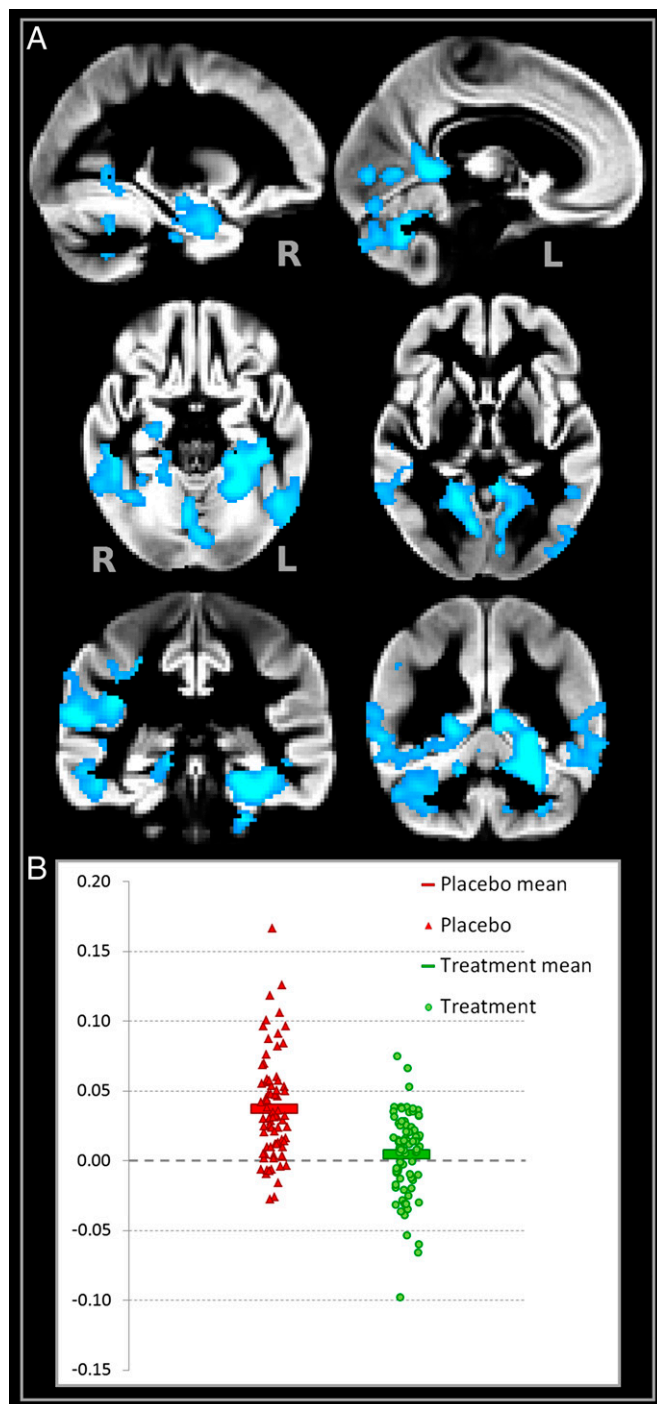 A
R
L
R
L
B
0.20
Placebo mean
0.15
Placebo
Treatment mean
0.10
Treatment
0.05
0.00
-0.05
-0.10
-0.15